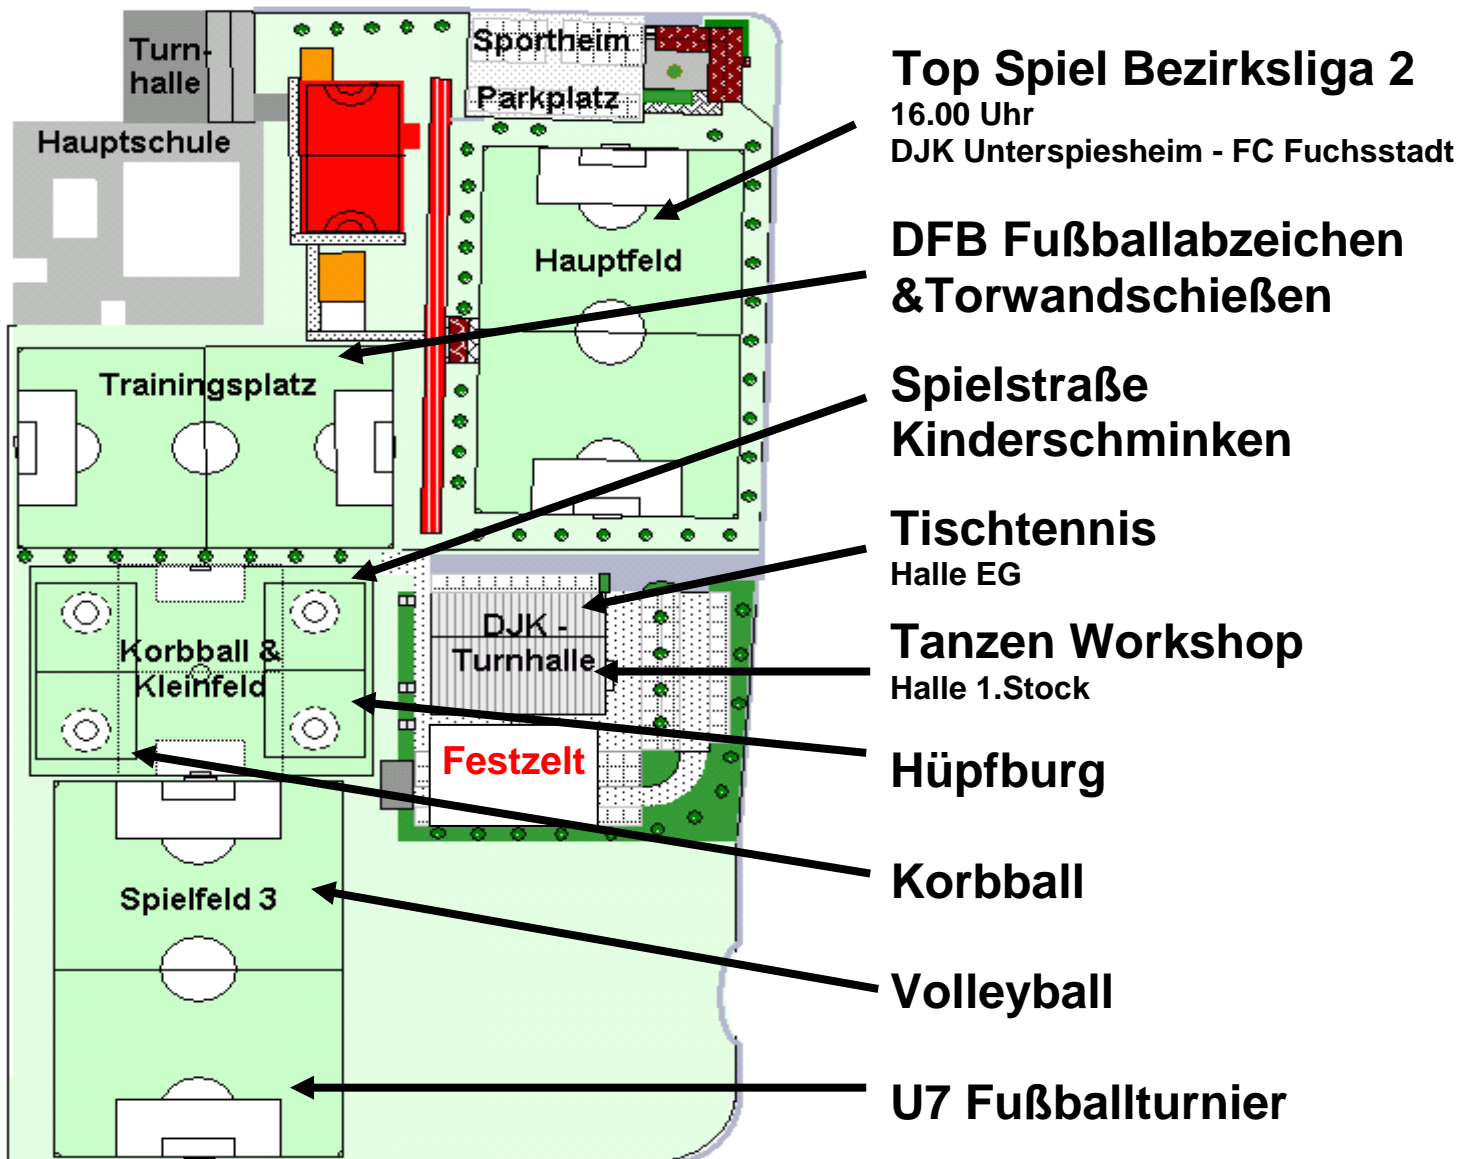 Turn-
halle
Hauptschule
Sportheim
Parkplatz
Hauptfeld
Trainingsplatz
Korbball &
Kleinfeld
DJK -
Turnhalle
Festzelt
Spielfeld 3
Top Spiel Bezirksliga 2
16.00 Uhr
DJK Unterspiesheim - FC Fuchsstadt
DFB Fußballabzeichen
&Torwandschießen
Spielstraße
Kinderschminken
Tischtennis
Halle EG
Tanzen Workshop
Halle 1.Stock
Hüpfburg
Korbball
Volleyball
U7 Fußballturnier